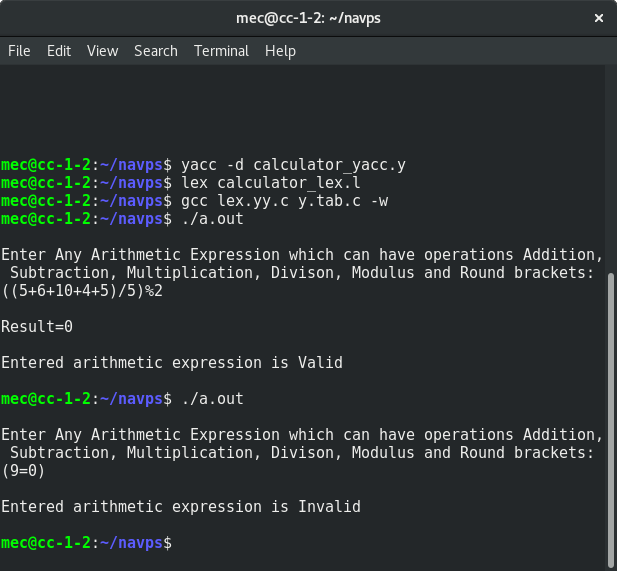 mec@cc-1-2: ~/navps
×
File Edit View Search Terminal Help
mec@cc-1-2:~/navps$ yacc -d calculator_yacc.y
mec@cc-1-2:~/navps$ lex calculator_lex.l
mec@cc-1-2:~/navps$ gcc lex.yy.c y.tab.c -w
mec@cc-1-2:~/navps$ ./a.out
Enter Any Arithmetic Expression which can have operations Addition,
Subtraction, Multiplication, Divison, Modulus and Round brackets:
((5+6+10+4+5)/5)%2
Result=0
Entered arithmetic expression is Valid
mec@cc-1-2:~/navps$ ./a.out
Enter Any Arithmetic Expression which can have operations Addition,
Subtraction, Multiplication, Divison, Modulus and Round brackets:
(9=0)
Entered arithmetic expression is Invalid
mec@cc-1-2:~/navps$